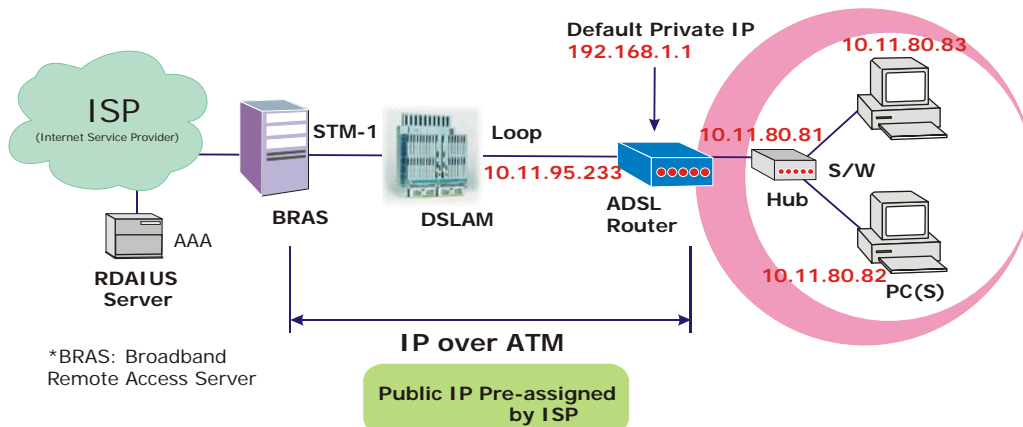 Default Private IP
192.168.1.1
10.11.80.83
ISP
(Internet Service Provider)
STM-1
Loop
10.11.95.233
10.11.80.81
S/W
Hub
BRAS
DSLAM
ADSL
Router
AAA
RDAIUS
Server
10.11.80.82
PC(S)
IP over ATM
*BRAS: Broadband
Remote Access Server
Public IP Pre-assigned
by ISP